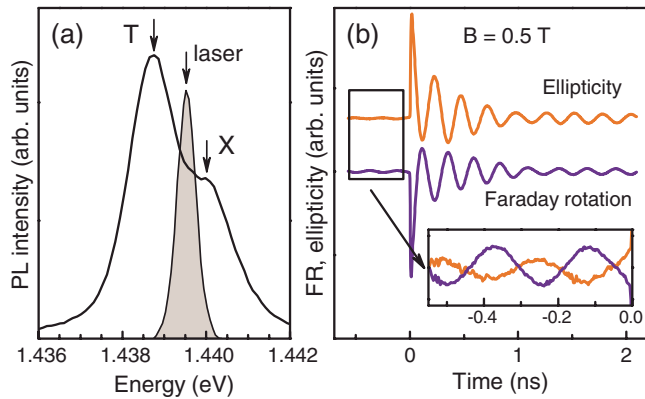 (a)
T
laser
X
PL intensity (arb. units)
1.436
1.438
1.440
1.442
Energy (eV)
(b)
B = 0.5 T
Ellipticity
Faraday rotation
FR, ellipticity (arb. units)
-0.4
-0.2
0.0
0
1
2
Time (ns)